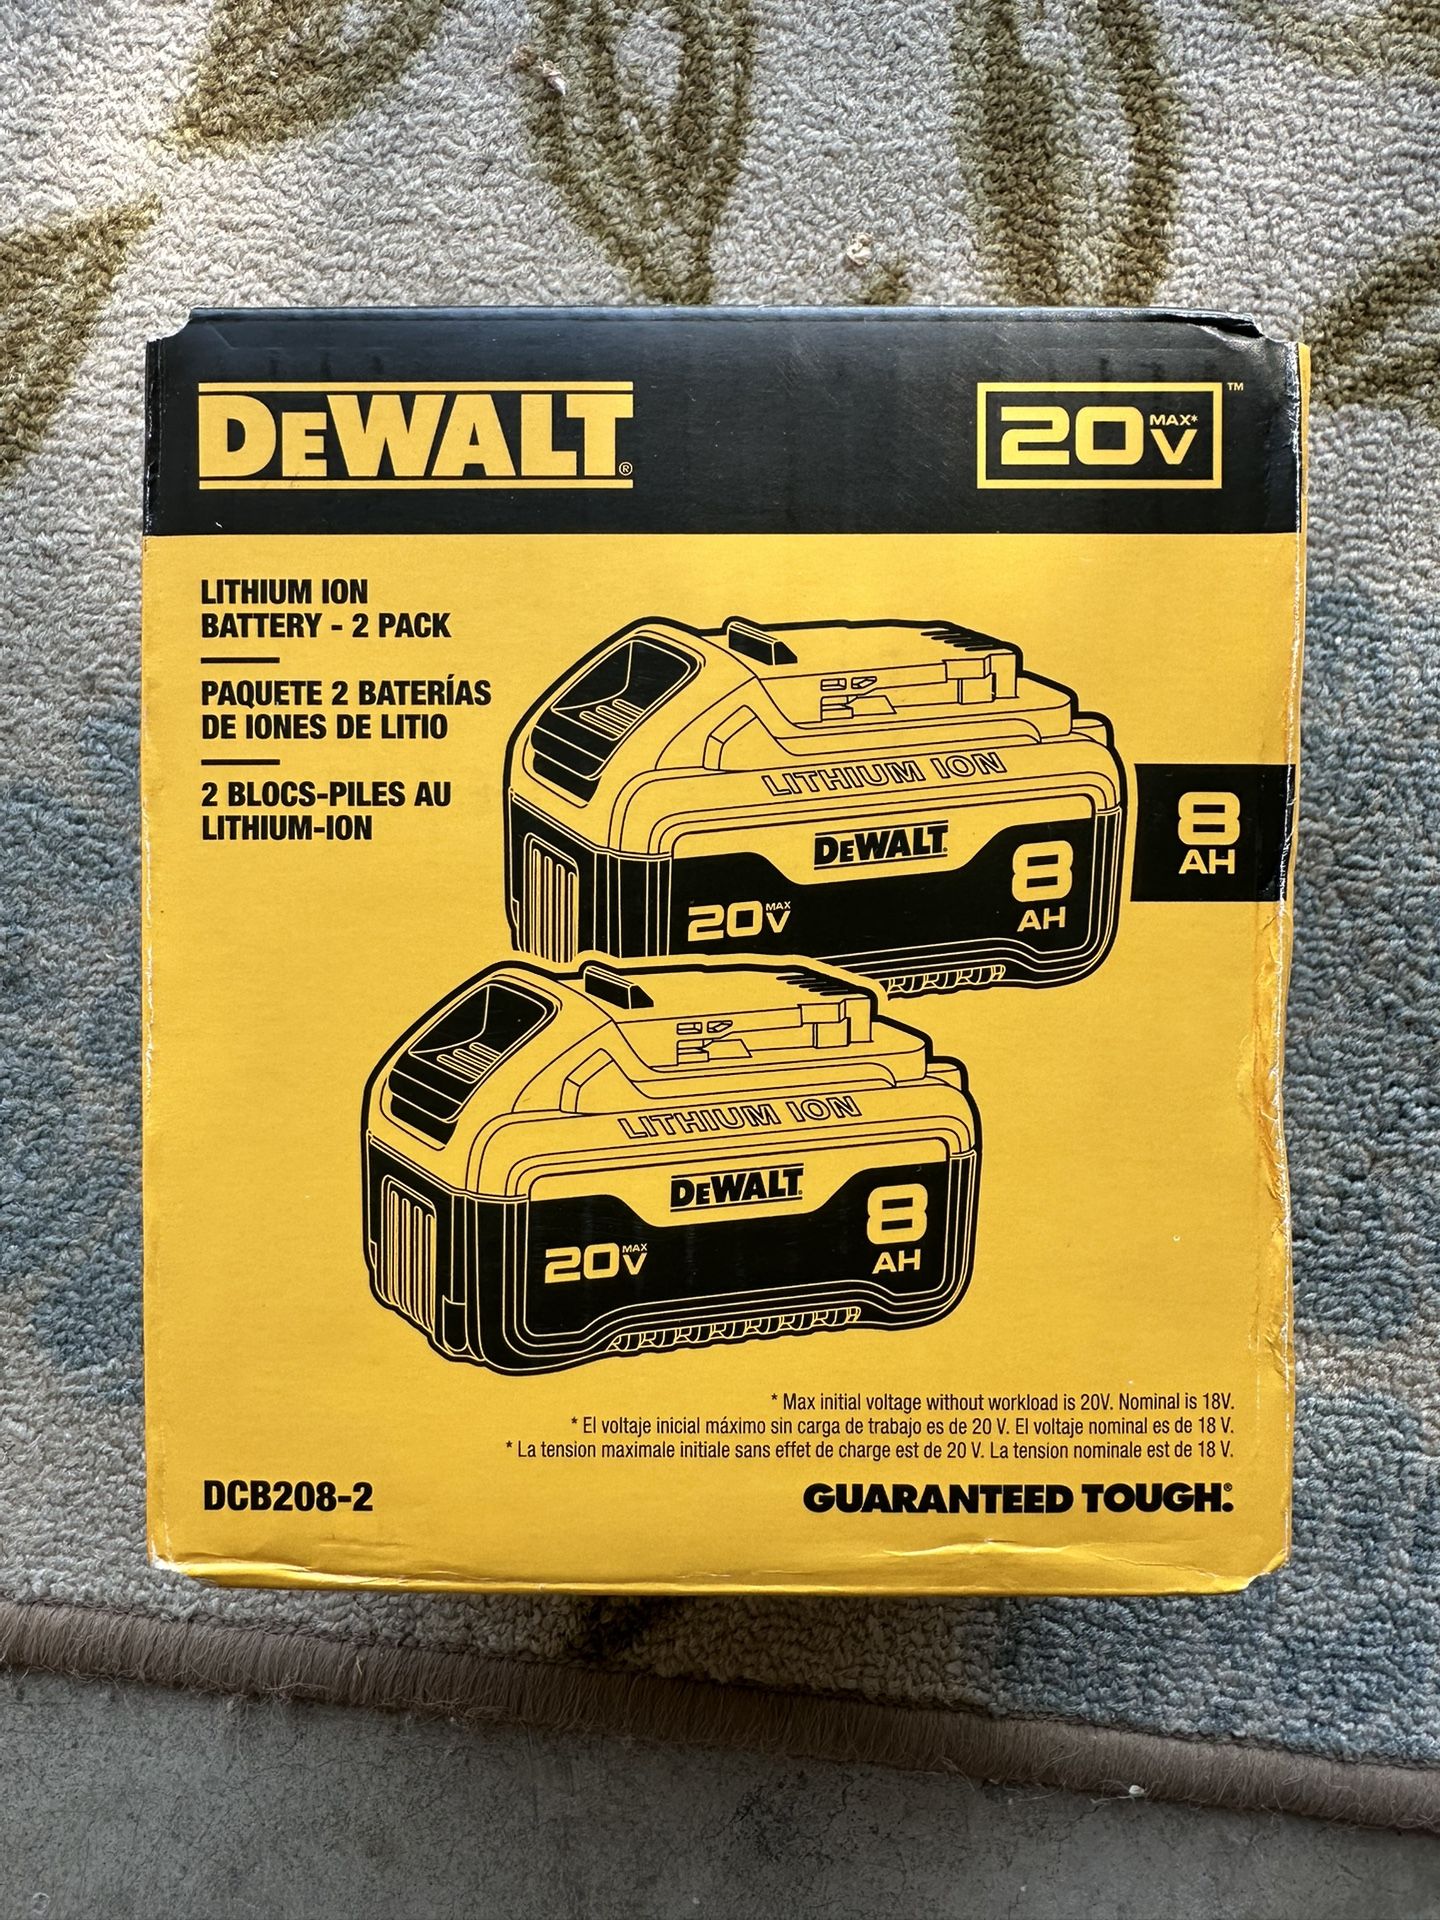 DEWALT®
20V MAX*™
LITHIUM ION
BATTERY - 2 PACK
PAQUETE 2 BATERÍAS
DE IONES DE LITIO
2 BLOCS-PILES AU
LITHIUM-ION
LITHIUM ION
DEWALT
20V MAX
8
AH
8
AH
LITHIUM ION
DEWALT
20V MAX
8
AH
* Max initial voltage without workload is 20V. Nominal is 18V.
* El voltaje inicial máximo sin carga de trabajo es de 20 V. El voltaje nominal es de 18 V.
* La tension maximale initiale sans effet de charge est de 20 V. La tension nominale est de 18 V.
DCB208-2
GUARANTEED TOUGH.®